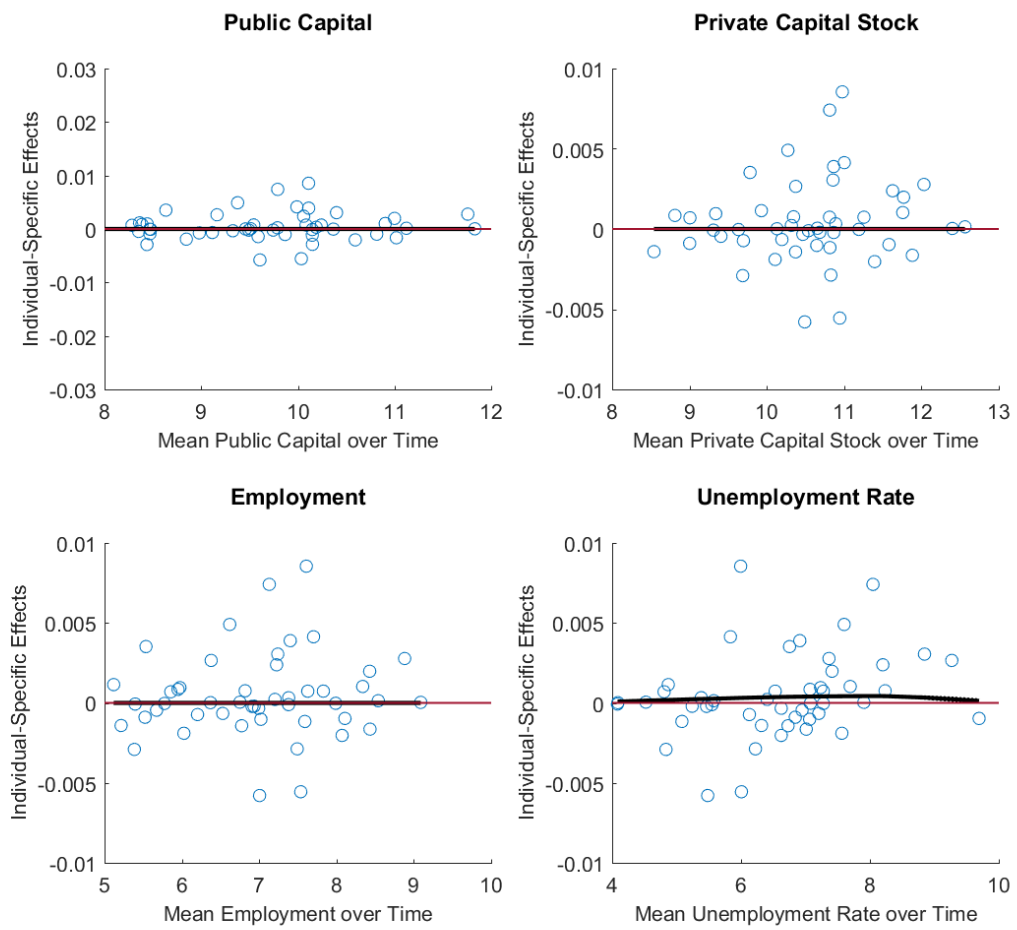 Public Capital
Individual-Specific Effects
0.03
0.02
0.01
0
-0.01
-0.02
-0.03
8 9 10 11 12
Mean Public Capital over Time
Private Capital Stock
Individual-Specific Effects
0.01
0.005
0
-0.005
-0.01
8 9 10 11 12 13
Mean Private Capital Stock over Time
Employment
Individual-Specific Effects
0.01
0.005
0
-0.005
-0.01
5 6 7 8 9 10
Mean Employment over Time
Unemployment Rate
Individual-Specific Effects
0.01
0.005
0
-0.005
-0.01
4 6 8 10
Mean Unemployment Rate over Time